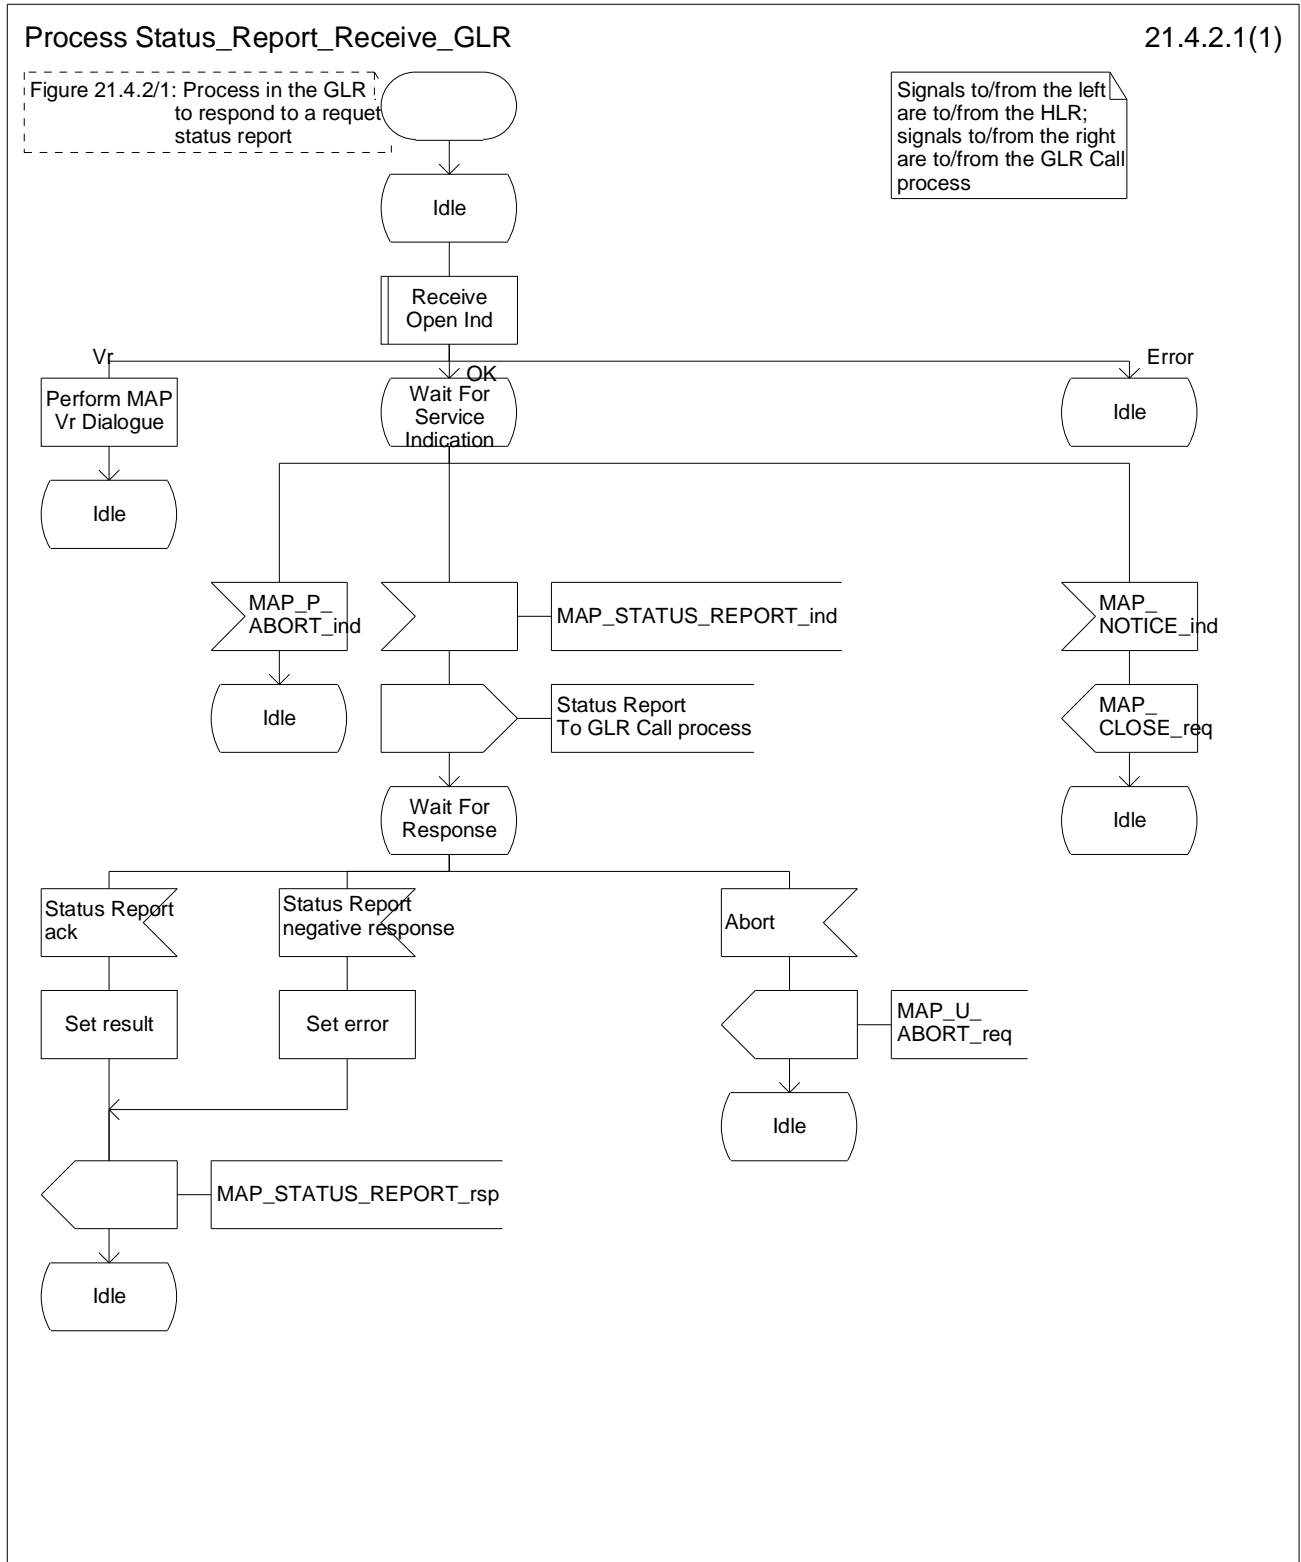 Process Status_Report_Receive_GLR
21.4.2.1(1)
Figure 21.4.2/1: Process in the GLR
to respond to a requet
status report
Signals to/from the left
are to/from the HLR;
signals to/from the right
are to/from the GLR Call
process
Idle
Receive
Open Ind
Vr
OK
Error
Perform MAP
Vr Dialogue
Wait For
Service
Indication
Idle
Idle
MAP_P_
ABORT_ind
MAP_STATUS_REPORT_ind
MAP_
NOTICE_ind
Idle
Status Report
To GLR Call process
MAP_
CLOSE_req
Wait For
Response
Idle
Status Report
ack
Status Report
negative response
Abort
Set result
Set error
MAP_U_
ABORT_req
Idle
MAP_STATUS_REPORT_rsp
Idle